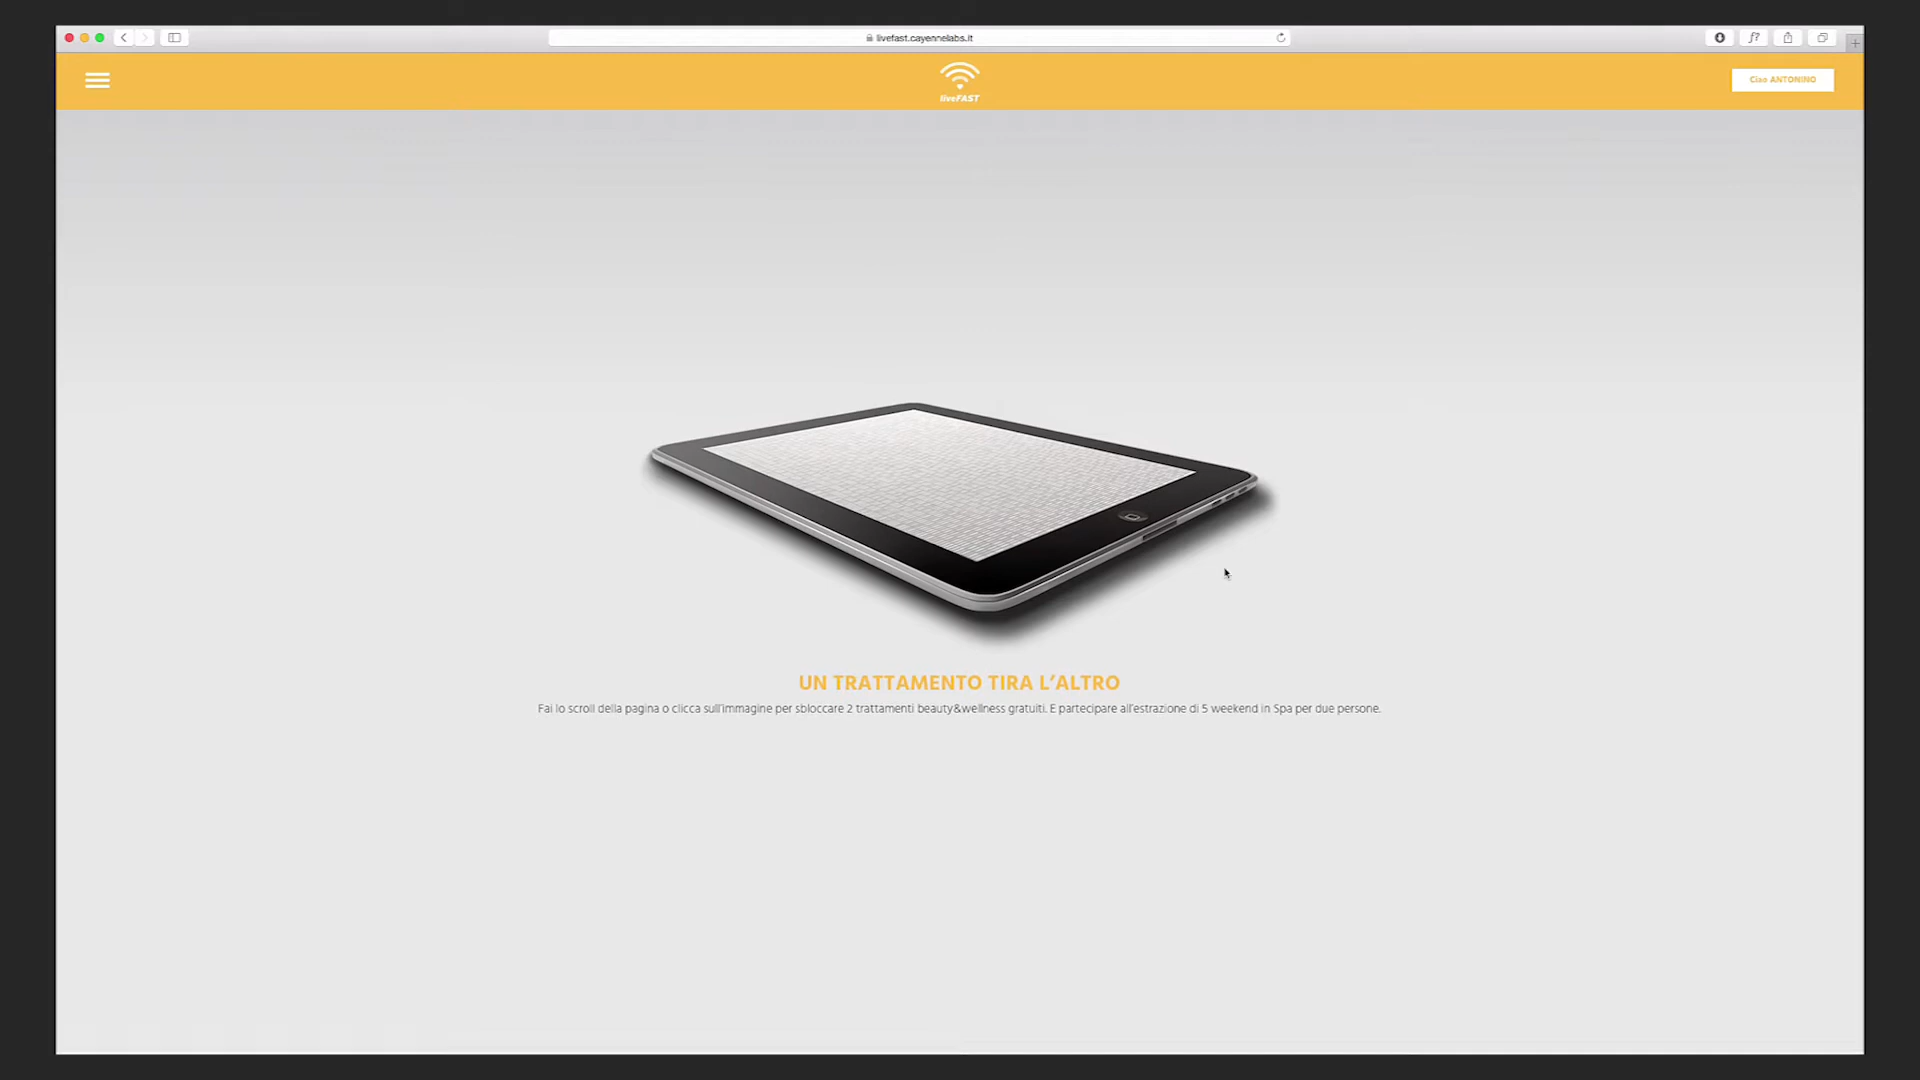 livefast.cayennelabs.it
f?
liveFAST
Ciao ANTONINO
UN TRATTAMENTO TIRA L'ALTRO
Fai lo scroll della pagina o clicca sull'immagine per sbloccare 2 trattamenti beauty&wellness gratuiti. E partecipare all'estrazione di 5 weekend in Spa per due persone.